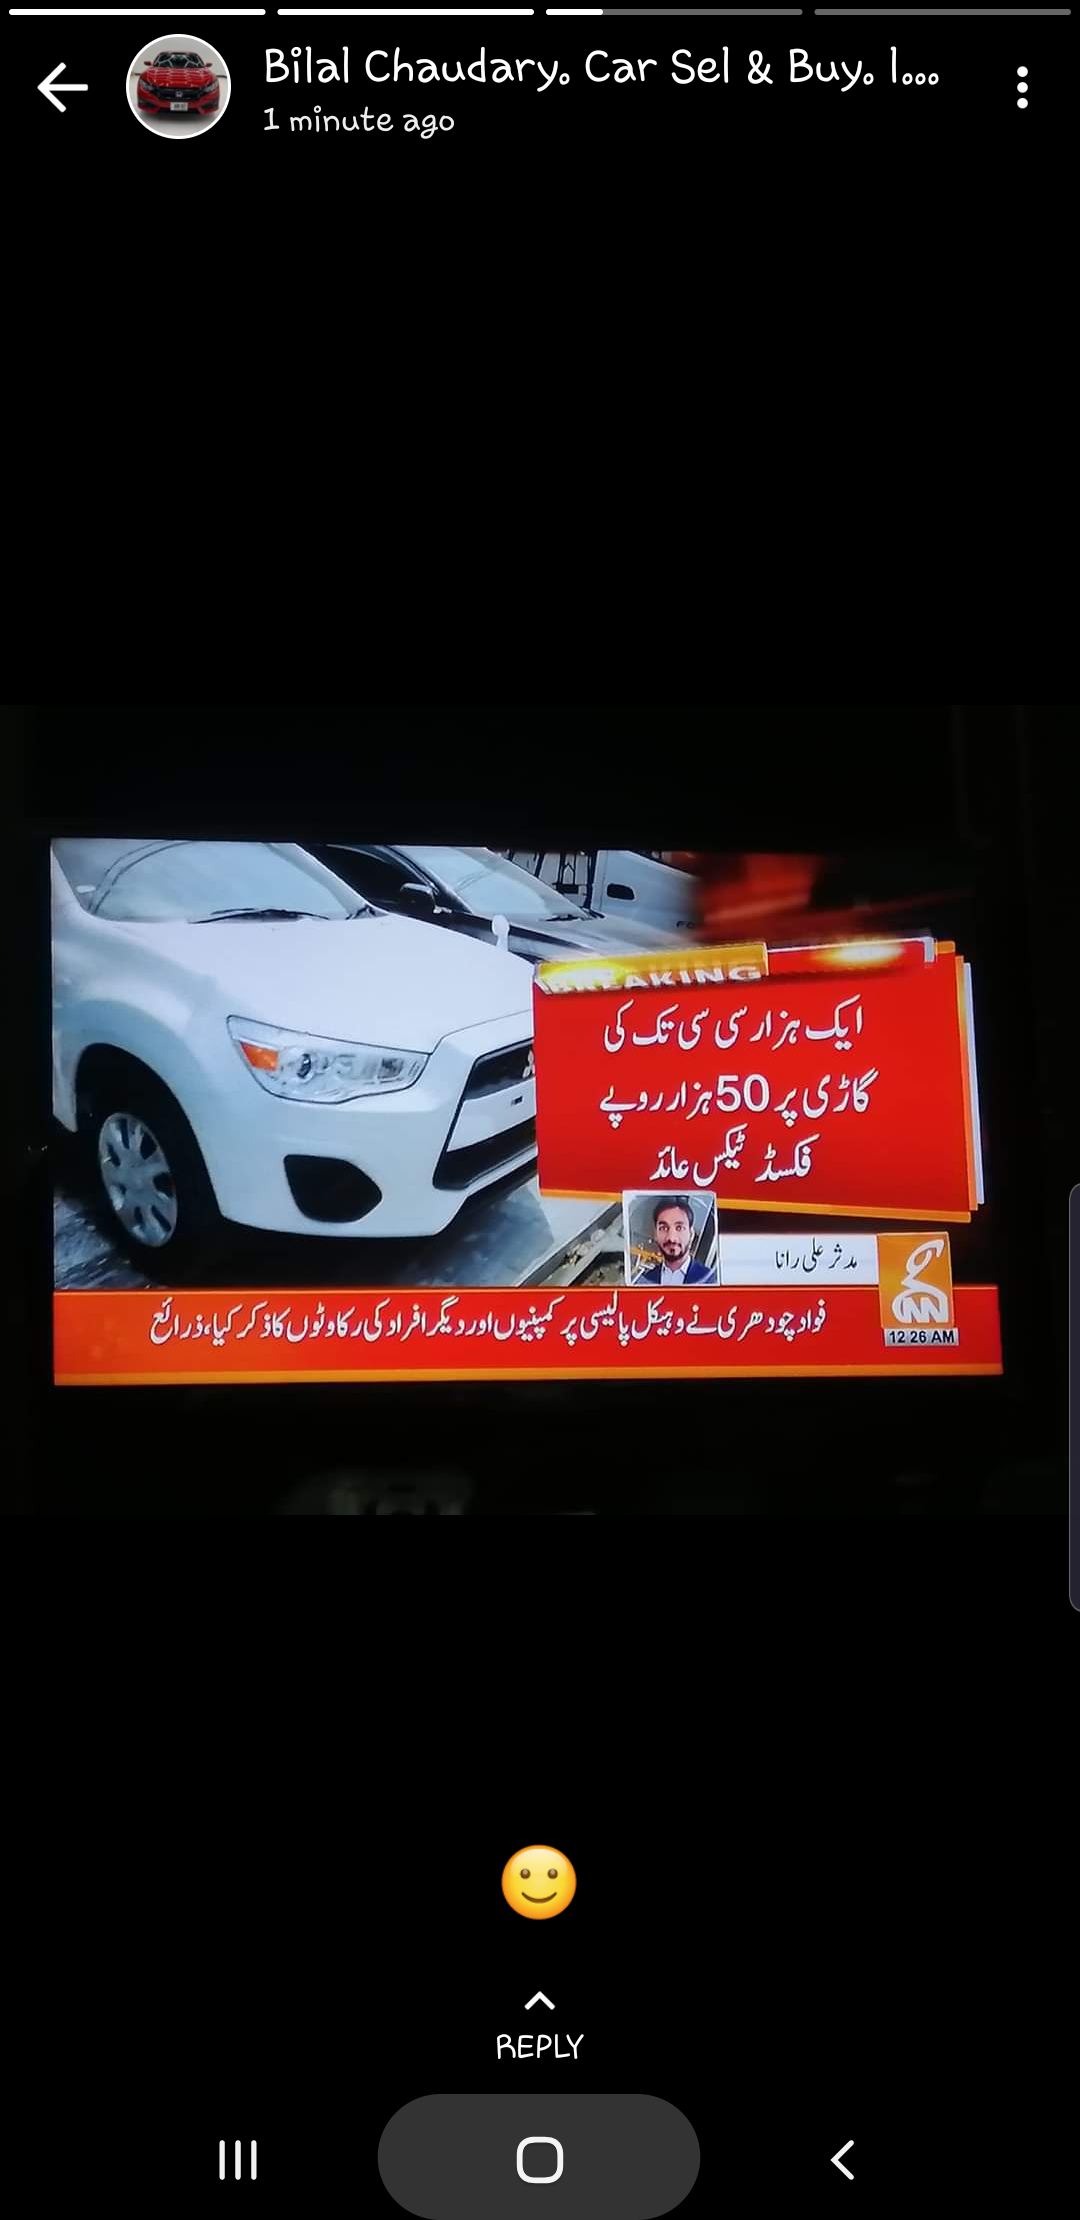 Bilal Chaudary. Car Sel & Buy. l...
1 minute ago
BREAKING
ایک ہزار سی سی تک کی
گاڑی پر 50 ہزار روپے
فکسڈ ٹیکس عائد
مدثر علی رانا
GNN
12 26 AM
فواد چودھری نے وہیکل پالیسی پر کمپنیوں اور دیگر افراد کی رکاوٹوں کا ذکر کیا، ذرائع
REPLY